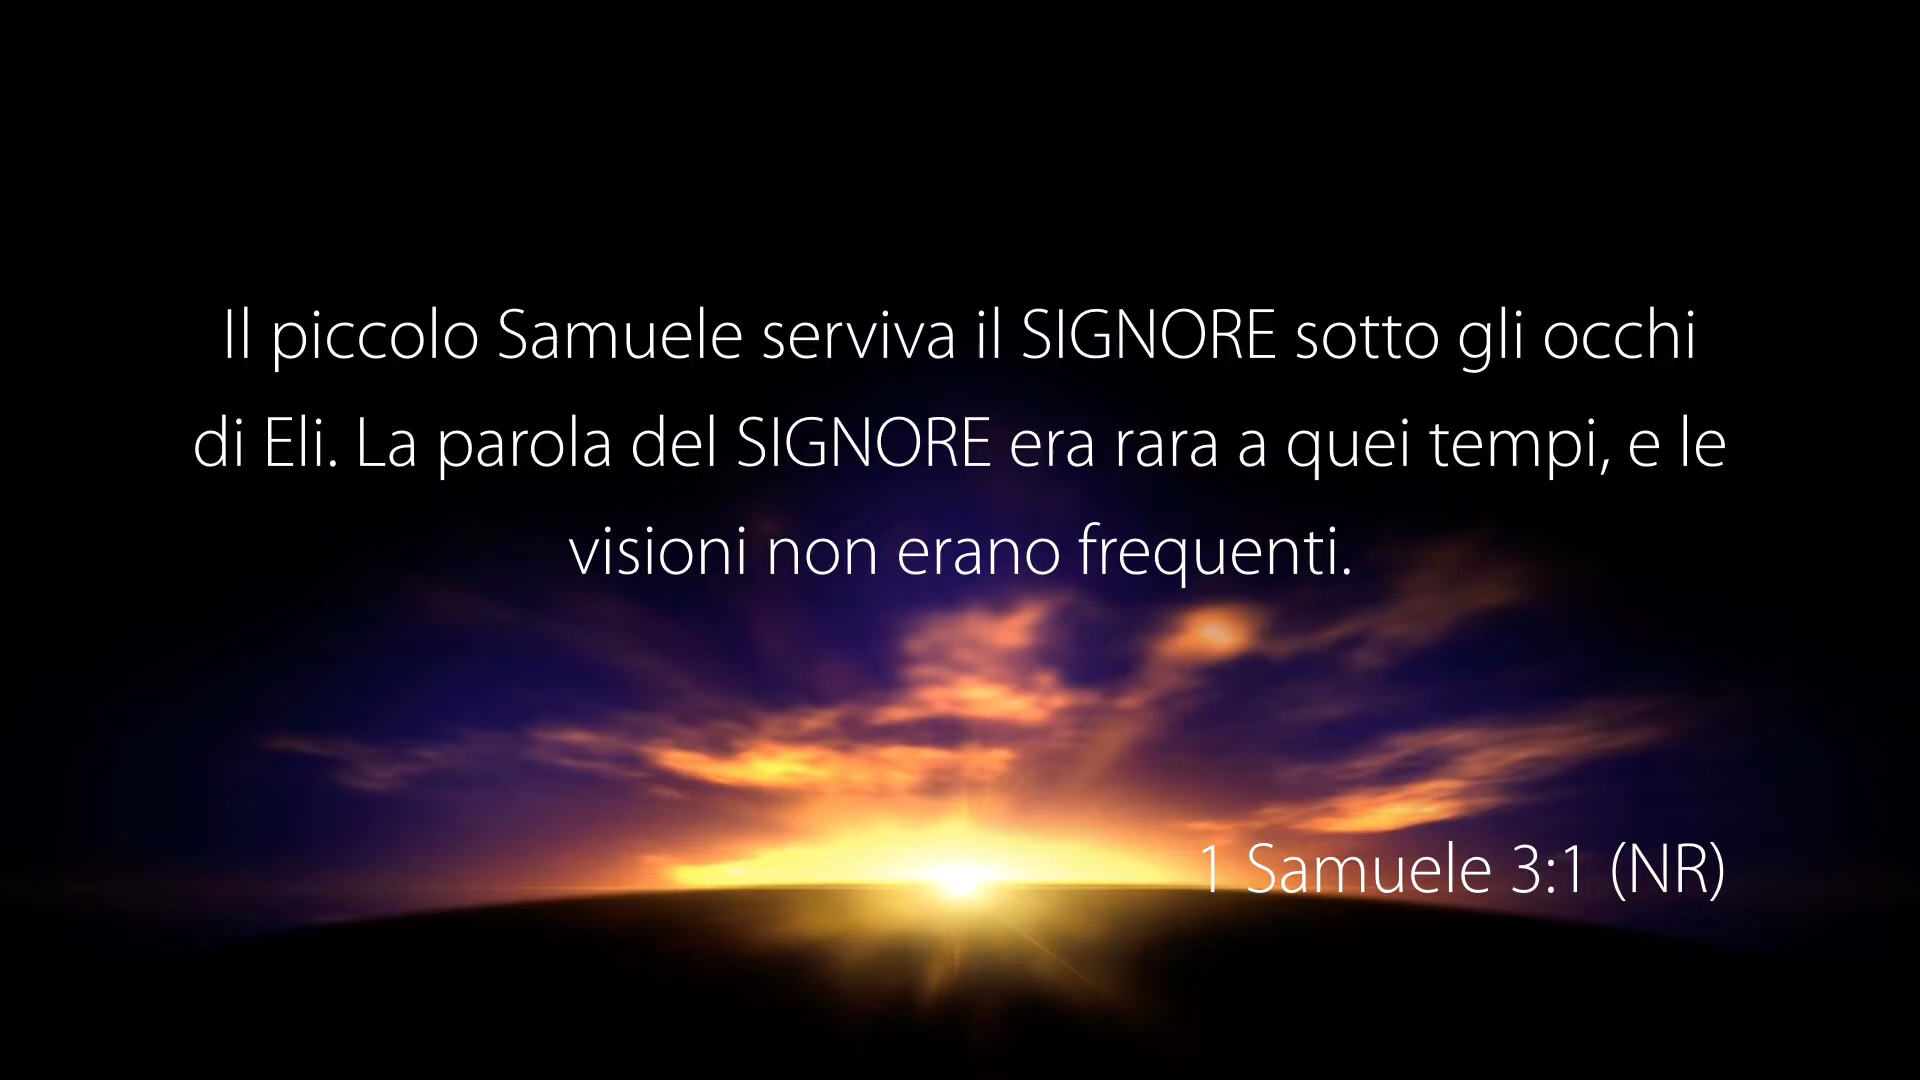 Il piccolo Samuele serviva il SIGNORE sotto gli occhi
di Eli. La parola del SIGNORE era rara a quei tempi, e le
visioni non erano frequenti.
1 Samuele 3:1 (NR)